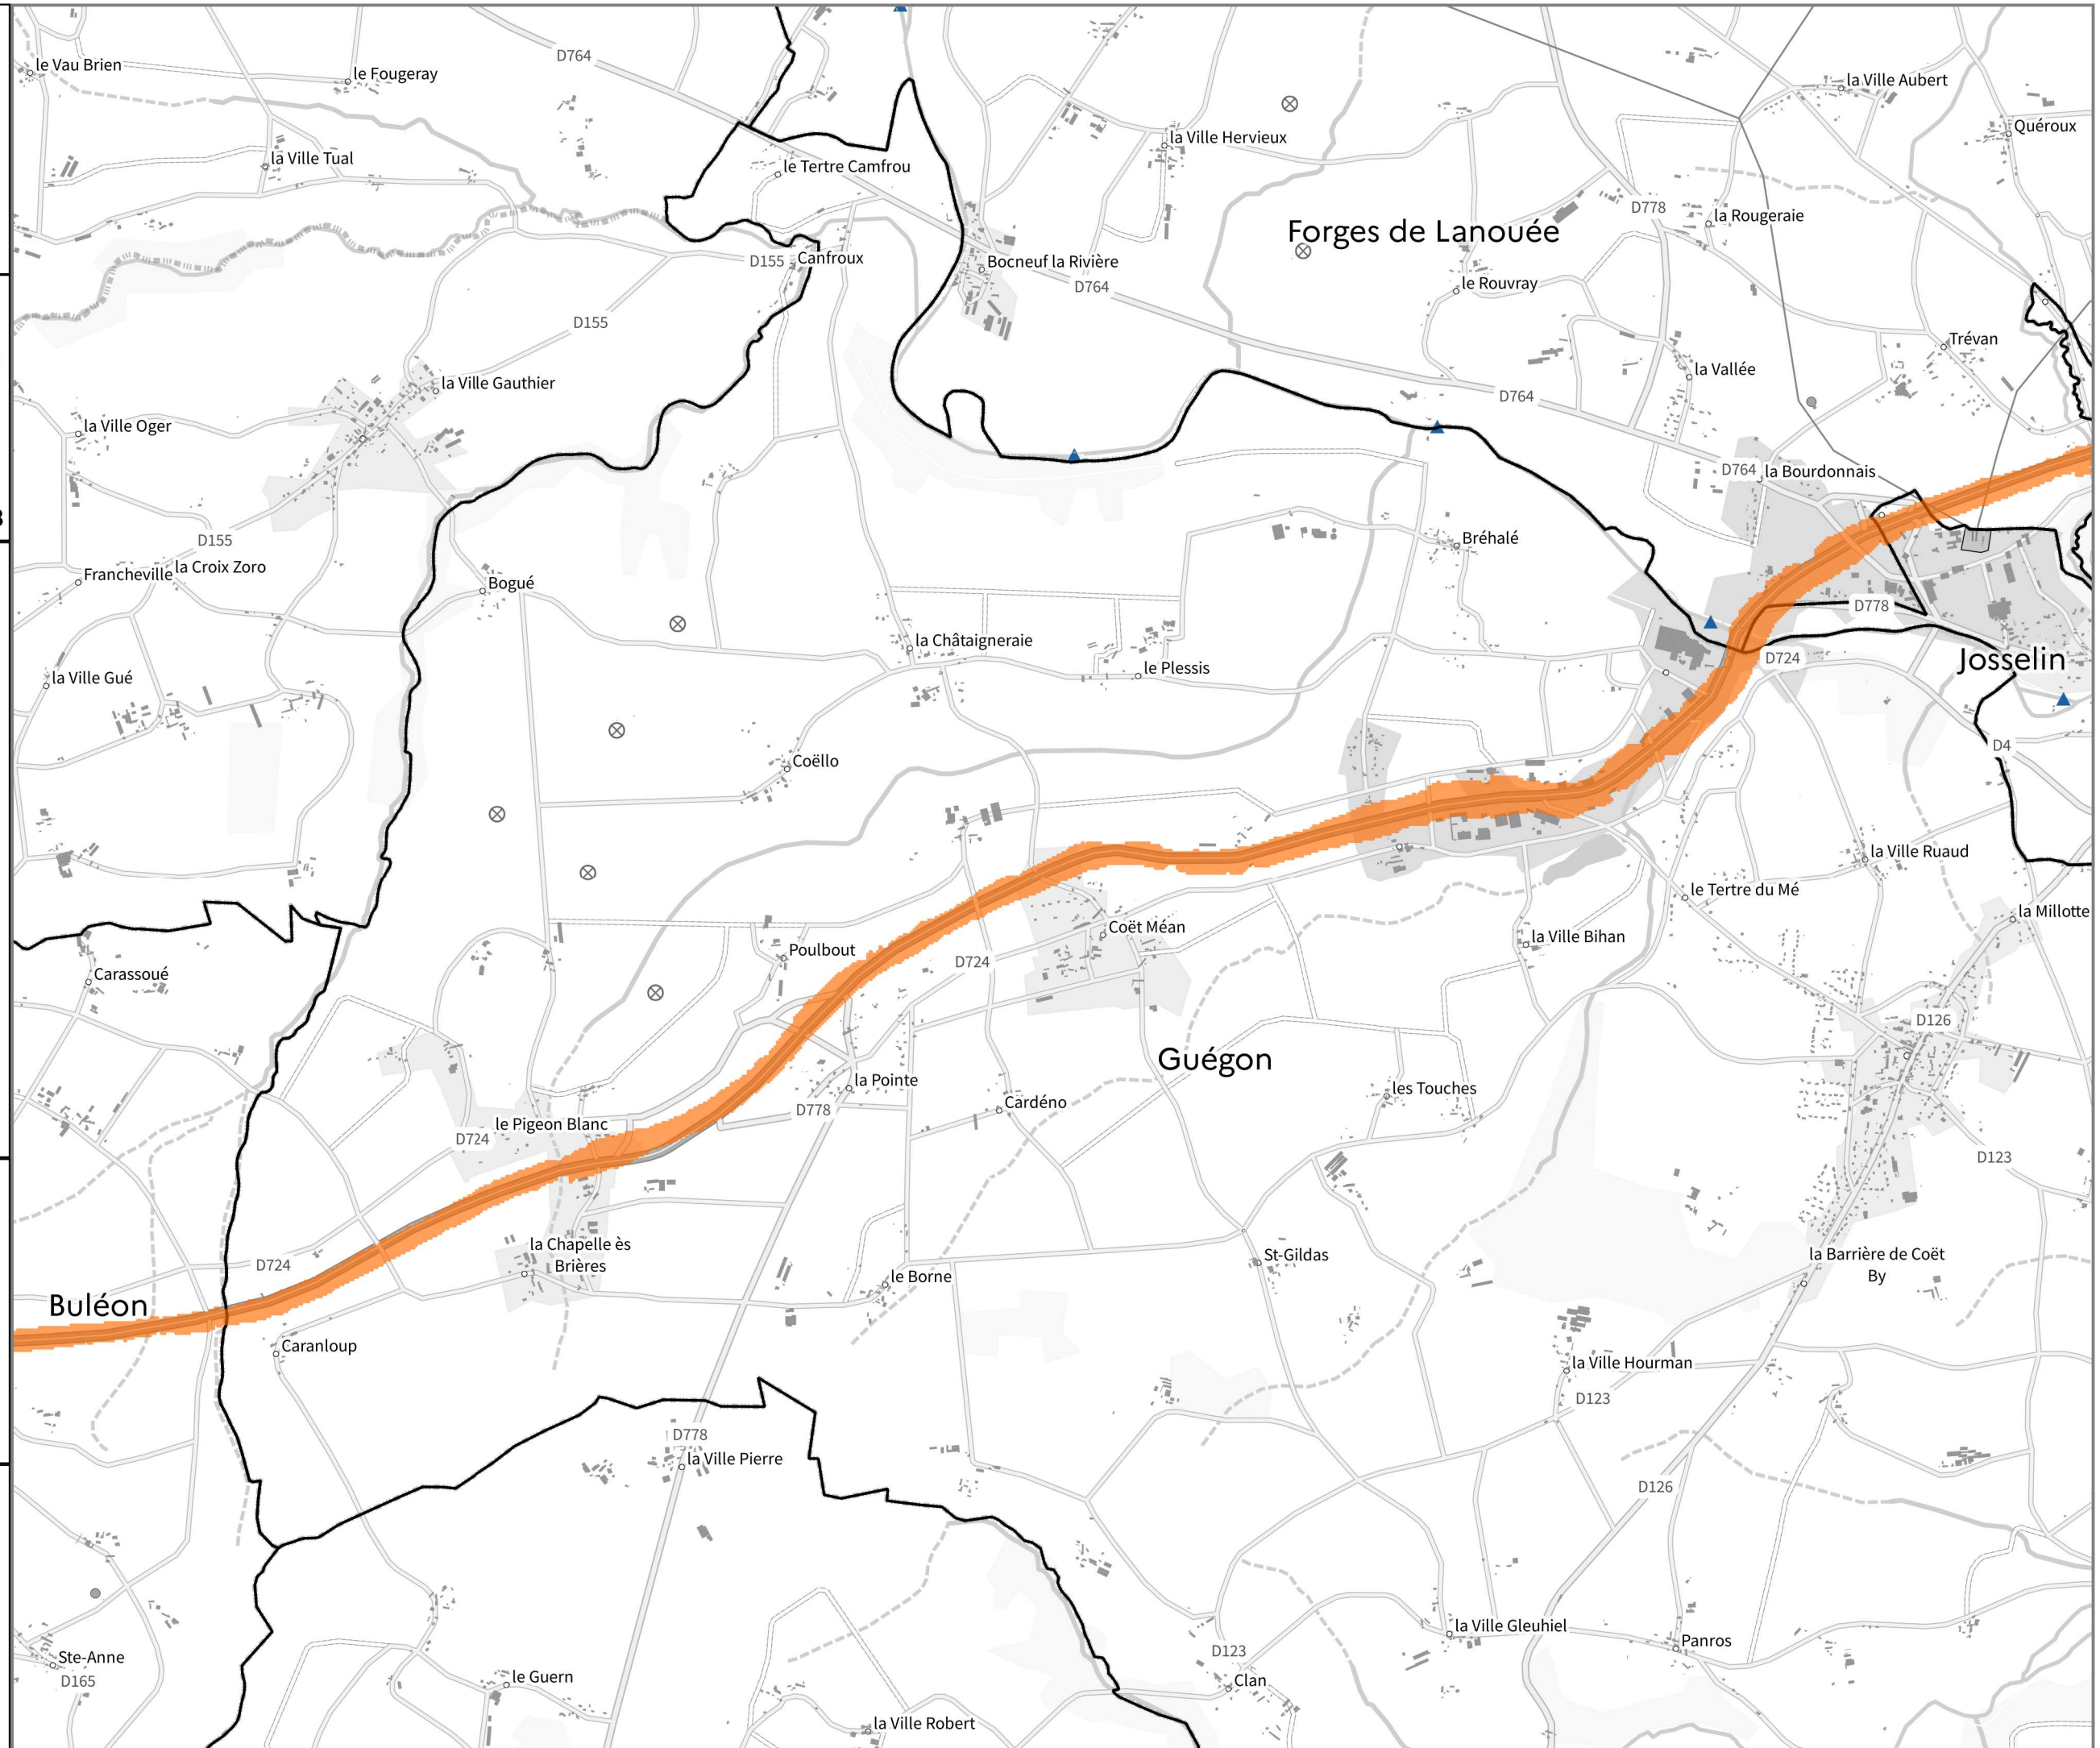 D764
le Vau Brien
le Fougeray
la Ville Aubert
Quéroux
la Ville Hervieux
la Ville Tual
le Tertre Camfrou
D778
la Rougeraie
Forges de Lanouée
D155
Canfroux
Bocneuf la Rivière
D764
le Rouvray
D155
Trévan
la Vallée
la Ville Gauthier
D764
la Ville Oger
D764
la Bourdonnais
D155
Bréhalé
Francheville
la Croix Zoro
Bogué
D778
la Châtaigneraie
le Plessis
D724
Josselin
la Ville Gué
D4
Coëllo
la Ville Ruaud
le Tertre du Mé
la Millotte
Coët Méan
la Ville Bihan
Poulbout
D724
Carassoué
D126
Guégon
la Pointe
les Touches
Cardéno
D778
le Pigeon Blanc
D724
D123
la Chapelle ès
Brières
St-Gildas
la Barrière de Coët
By
D724
le Borne
Buléon
Caranloup
la Ville Hourman
D123
D778
la Ville Pierre
D126
la Ville Gleuhiel
Panros
D123
Ste-Anne
D165
le Guern
Clan
la Ville Robert